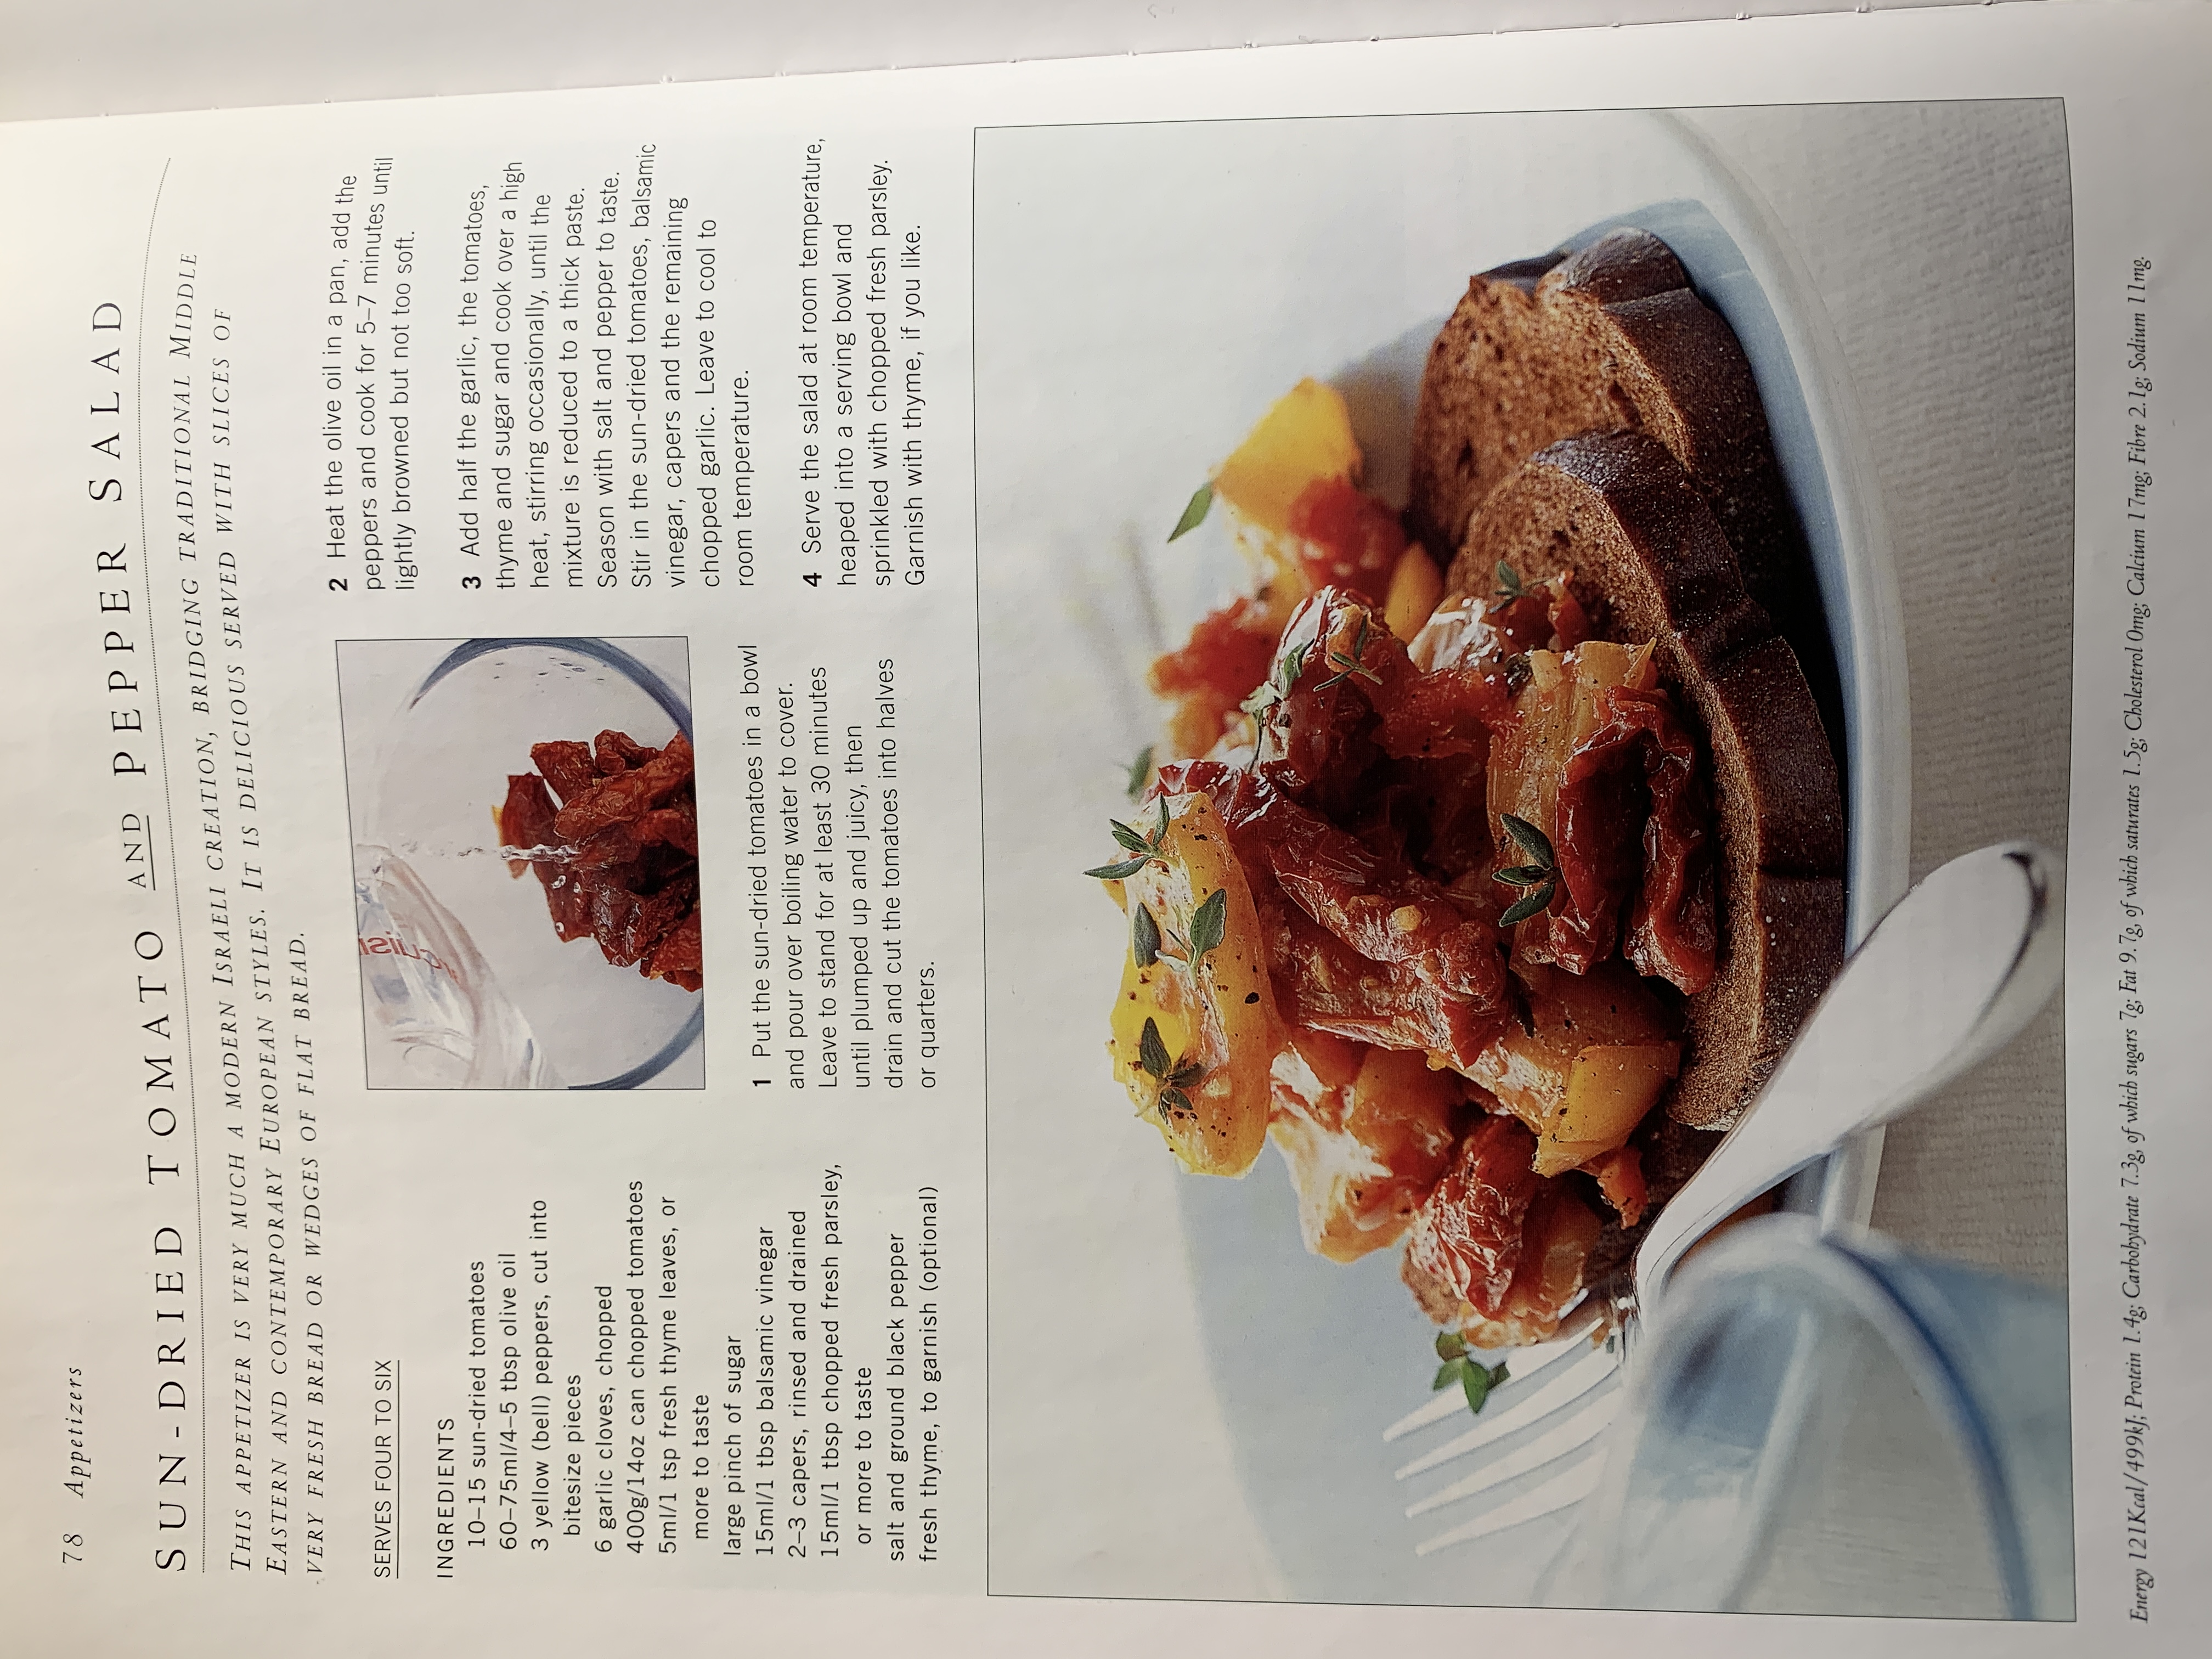 78 Appetizers
SUN-DRIED TOMATO AND PEPPER SALAD
THIS APPETIZER IS VERY MUCH A MODERN ISRAELI CREATION, BRIDGING TRADITIONAL MIDDLE
EASTERN AND CONTEMPORARY EUROPEAN STYLES. IT IS DELICIOUS SERVED WITH SLICES OF
VERY FRESH BREAD OR WEDGES OF FLAT BREAD.
SERVES FOUR TO SIX
INGREDIENTS
10–15 sun-dried tomatoes
60–75ml/4–5 tbsp olive oil
3 yellow (bell) peppers, cut into
bitesize pieces
6 garlic cloves, chopped
400g/14oz can chopped tomatoes
5ml/1 tsp fresh thyme leaves, or
more to taste
large pinch of sugar
15ml/1 tbsp balsamic vinegar
2–3 capers, rinsed and drained
15ml/1 tbsp chopped fresh parsley,
or more to taste
salt and ground black pepper
fresh thyme, to garnish (optional)
1 Put the sun-dried tomatoes in a bowl
and pour over boiling water to cover.
Leave to stand for at least 30 minutes
until plumped up and juicy, then
drain and cut the tomatoes into halves
or quarters.
2 Heat the olive oil in a pan, add the
peppers and cook for 5–7 minutes until
lightly browned but not too soft.
3 Add half the garlic, the tomatoes,
thyme and sugar and cook over a high
heat, stirring occasionally, until the
mixture is reduced to a thick paste.
Season with salt and pepper to taste.
Stir in the sun-dried tomatoes, balsamic
vinegar, capers and the remaining
chopped garlic. Leave to cool to
room temperature.
4 Serve the salad at room temperature,
heaped into a serving bowl and
sprinkled with chopped fresh parsley.
Garnish with thyme, if you like.
Energy 121Kcal/499kJ; Protein 1.4g; Carbohydrate 7.3g, of which sugars 7g; Fat 9.7g, of which saturates 1.5g; Cholesterol 0mg; Calcium 17mg; Fibre 2.1g; Sodium 11mg.